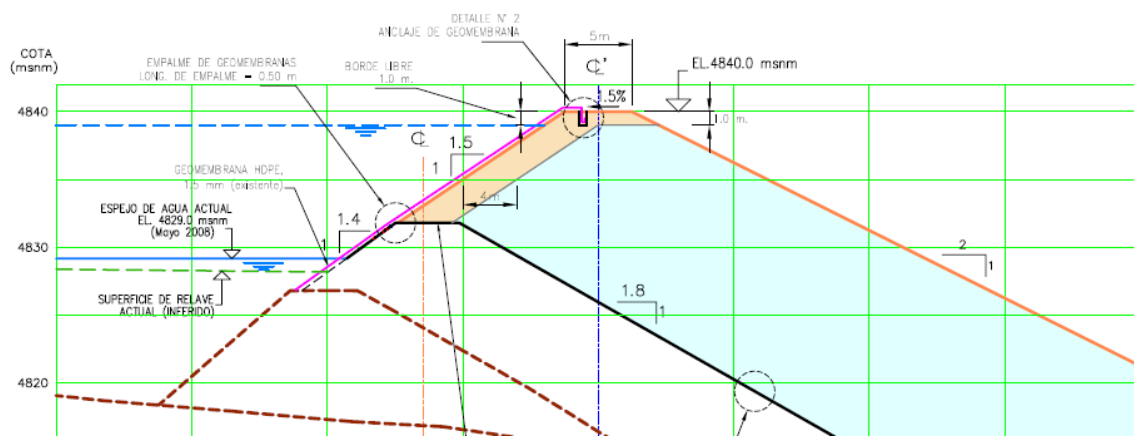 DETALLE N° 2
ANCLAJE DE GEOMEMBRANA
5m
COTA
(msnm)
EMPALME DE GEOMEMBRANAS
LONG. DE EMPALME = 0.50 m
BORDE LIBRE
1.0 m.
EL.4840.0 msnm
4840
.5%
1.0 m.
1.5
1
GEOMEMBRANA HDPE,
1.5 mm (existente)
4m
ESPEJO DE AGUA ACTUAL
EL. 4829.0 msnm
(Mayo 2008)
1.4
1
4830
2
1
SUPERFICIE DE RELAVE
ACTUAL (INFERIDO)
1.8
1
4820